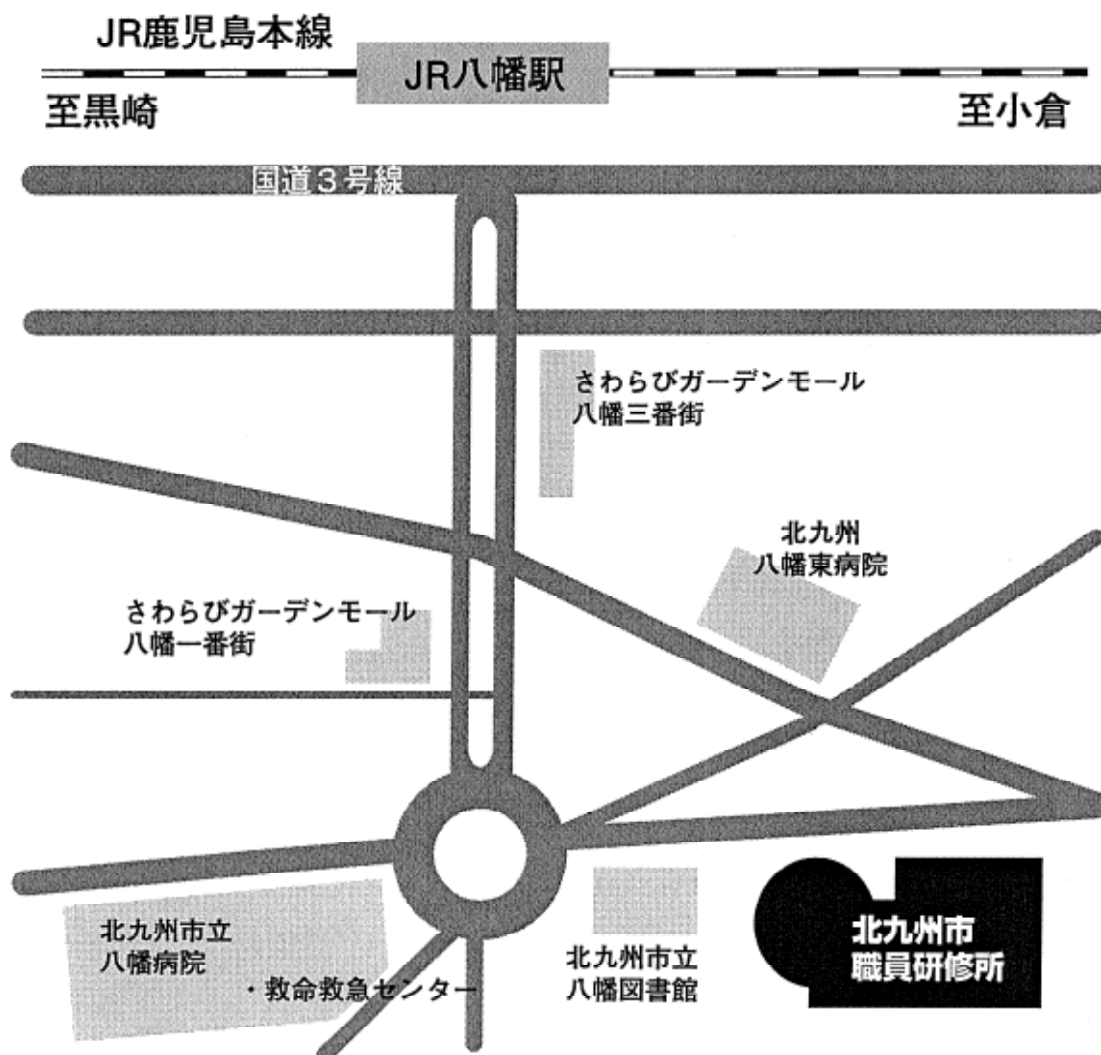 JR鹿児島本線
JR八幡駅
至黒崎
至小倉
国道３号線
さわらびガーデンモール
八幡三番街
北九州
八幡東病院
さわらびガーデンモール
八幡一番街
北九州市立
八幡病院
・救命救急センター
北九州市立
八幡図書館
北九州市
職員研修所